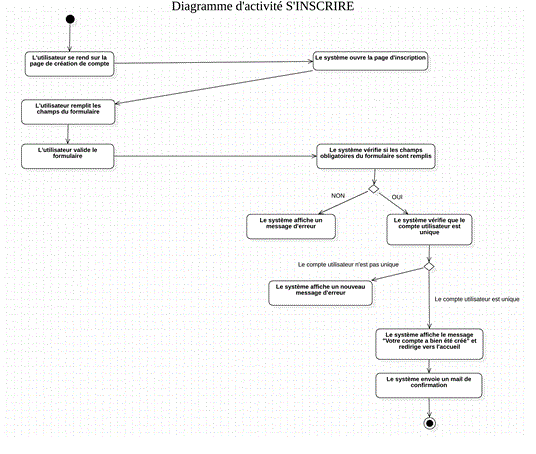 Diagramme d'activité S'INSCRIRE
L'utilisateur se rend sur la
page de création de compte
Le système ouvre la page d'inscription
L'utilisateur remplit les
champs du formulaire
L'utilisateur valide le
formulaire
Le système vérifie si les champs
obligatoires du formulaire sont remplis
NON
OUI
Le système affiche un
message d'erreur
Le système vérifie que le
compte utilisateur est
unique
Le compte utilisateur n'est pas unique
Le système affiche un nouveau
message d'erreur
Le compte utilisateur est unique
Le système affiche le message
"Votre compte a bien été créé" et
redirige vers l'accueil
Le système envoie un mail de
confirmation